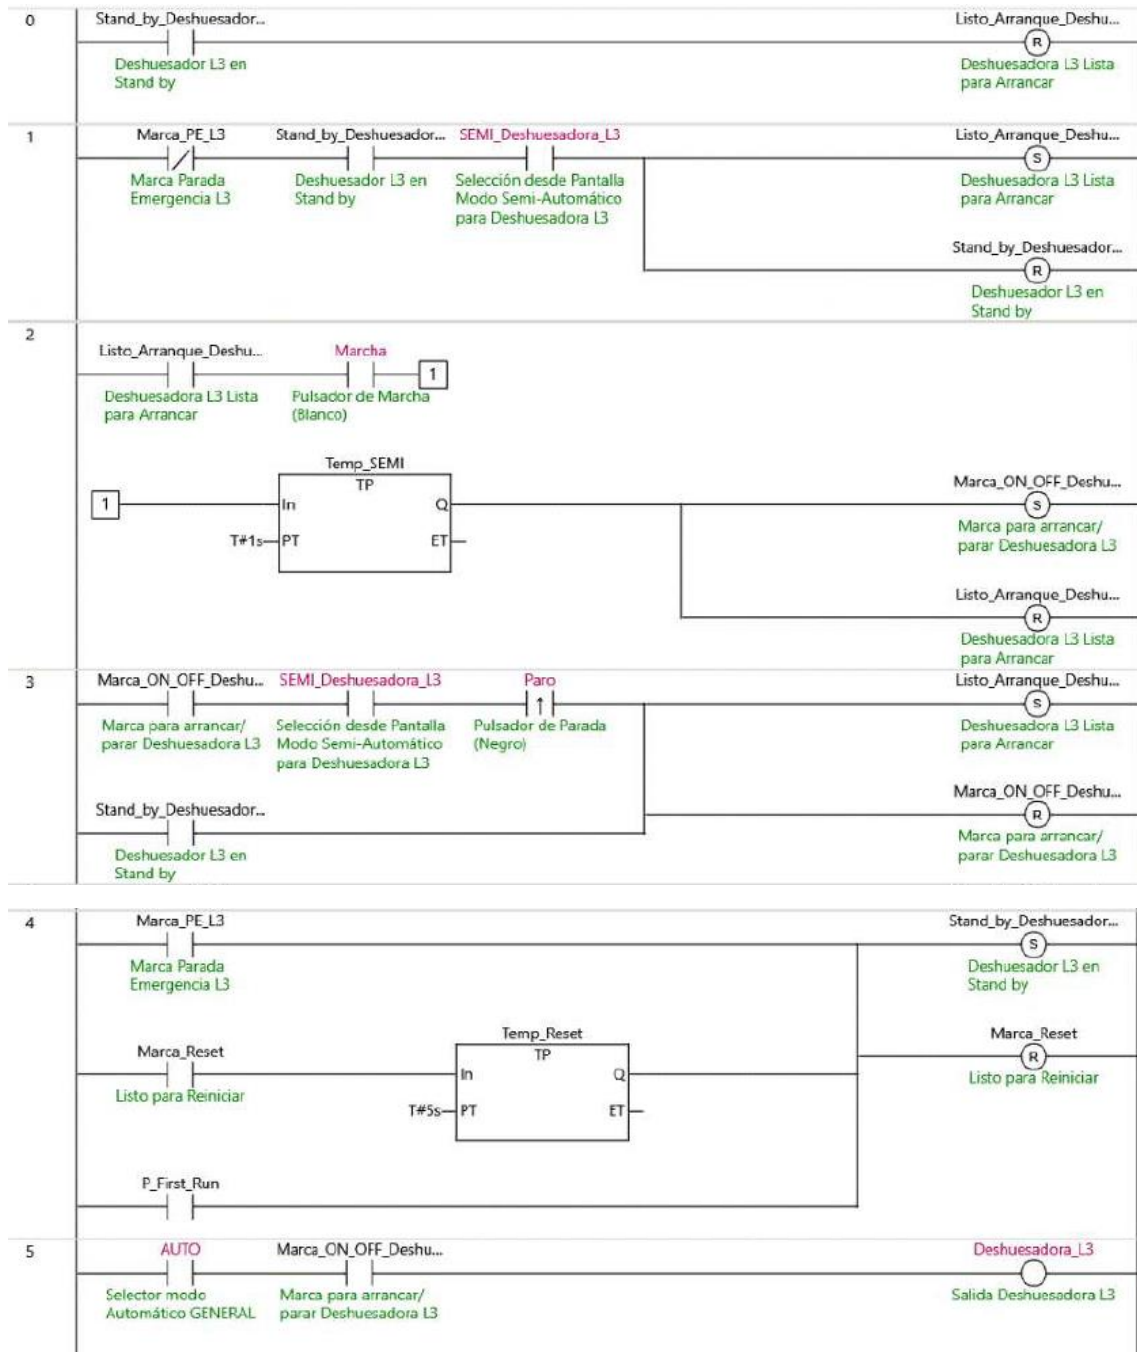 0
Stand_by_Deshuesador...
Listo_Arranque_Deshu...
R
Deshuesador L3 en
Stand by
Deshuesadora L3 Lista
para Arrancar
1
Marca_PE_L3
Stand_by_Deshuesador...
SEMI_Deshuesadora_L3
Listo_Arranque_Deshu...
S
Marca Parada
Emergencia L3
Deshuesador L3 en
Stand by
Selección desde Pantalla
Modo Semi-Automático
para Deshuesadora L3
Deshuesadora L3 Lista
para Arrancar
Stand_by_Deshuesador...
R
Deshuesador L3 en
Stand by
2
Listo_Arranque_Deshu...
Marcha
1
Deshuesadora L3 Lista
para Arrancar
Pulsador de Marcha
(Blanco)
Temp_SEMI
TP
1
In
Q
T#1s
PT
ET
Marca_ON_OFF_Deshu...
S
Marca para arrancar/
parar Deshuesadora L3
Listo_Arranque_Deshu...
R
Deshuesadora L3 Lista
para Arrancar
3
Marca_ON_OFF_Deshu...
SEMI_Deshuesadora_L3
Paro
Listo_Arranque_Deshu...
↑
S
Marca para arrancar/
parar Deshuesadora L3
Selección desde Pantalla
Modo Semi-Automático
para Deshuesadora L3
Pulsador de Parada
(Negro)
Deshuesadora L3 Lista
para Arrancar
Stand_by_Deshuesador...
Deshuesador L3 en
Stand by
Marca_ON_OFF_Deshu...
R
Marca para arrancar/
parar Deshuesadora L3
4
Marca_PE_L3
Stand_by_Deshuesador...
S
Marca Parada
Emergencia L3
Deshuesador L3 en
Stand by
Marca_Reset
Listo para Reiniciar
Temp_Reset
TP
In
Q
T#5s
PT
ET
Marca_Reset
R
Listo para Reiniciar
P_First_Run
5
AUTO
Marca_ON_OFF_Deshu...
Deshuesadora_L3
Selector modo
Automático GENERAL
Marca para arrancar/
parar Deshuesadora L3
Salida Deshuesadora L3